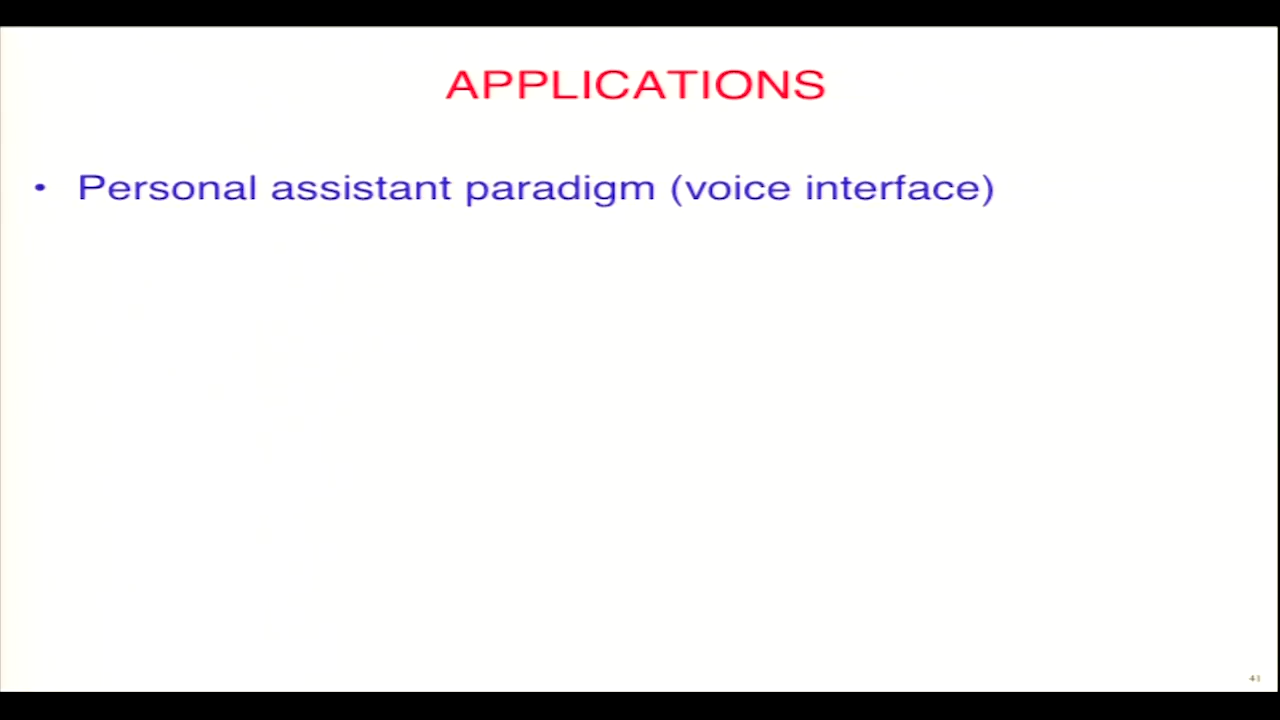 APPLICATIONS
• Personal assistant paradigm (voice interface)